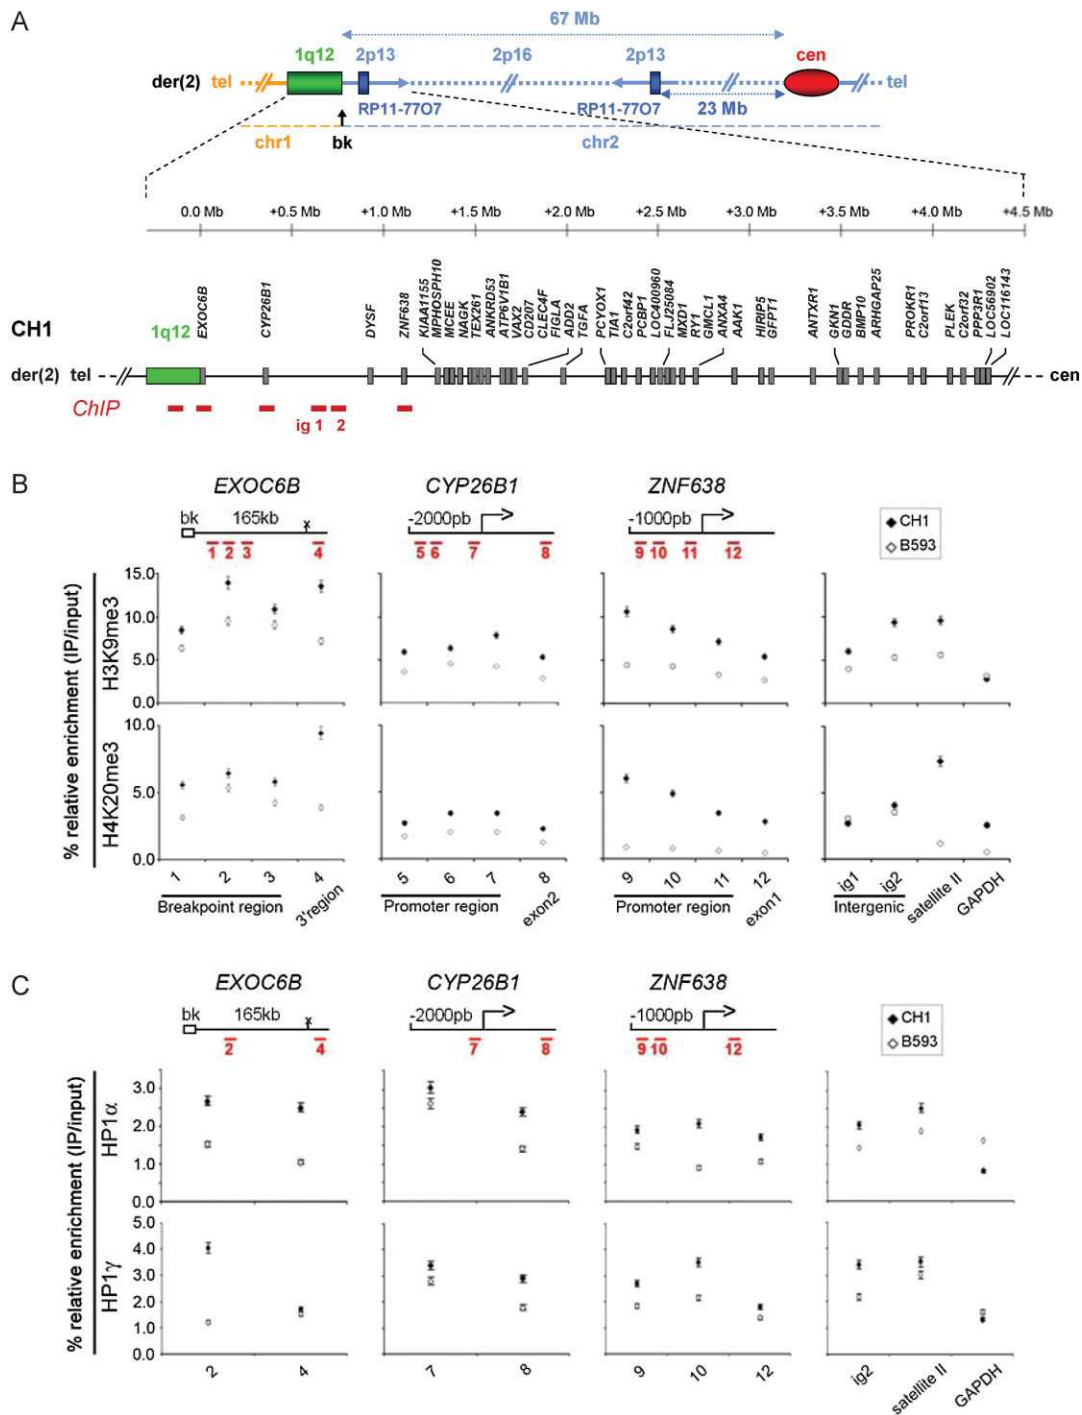 A
67 Mb
1q12 2p13 2p16 2p13 cen
der(2) tel tel
RP11-77O7 RP11-77O7 23 Mb
chr1 bk chr2
0.0 Mb +0.5 Mb +1.0 Mb +1.5 Mb +2.0 Mb +2.5 Mb +3.0 Mb +3.5 Mb +4.0 Mb +4.5 Mb
EXOC6B
CYP26B1
DYSF
ZNF638
KIAA1155
MPHOSPH10
MCEE
NAGK
TEX261
ANKRD53
ATP6V1B1
VAX2
CD207
CLEC4F
FIGLA
ADD2
TGFA
PCYOX1
TIA1
C2orf42
PCBP1
LOC400960
FLJ25084
MXD1
RY1
GMCL1
ANXA4
AAK1
HIRIP5
GFPT1
ANTXR1
GKN1
GDDR
BMP10
ARHGAP25
PROKR1
C2orf13
PLEK
C2orf32
PPP3R1
LOC56902
LOC116143
CH1
1q12
der(2) tel cen
ChIP
ig 1 2
B
EXOC6B CYP26B1 ZNF638
bk 165kb x -2000pb -1000pb
CH1
B593
1 2 3 4 5 6 7 8 9 10 11 12
% relative enrichment (IP/input)
H3K9me3
15.0
10.0
5.0
0.0
H4K20me3
10.0
5.0
0.0
1 2 3 4 5 6 7 8 9 10 11 12 ig1 ig2 satellite II GAPDH
Breakpoint region 3'region Promoter region exon2 Promoter region exon1 Intergenic
C
EXOC6B CYP26B1 ZNF638
bk 165kb x -2000pb -1000pb
CH1
B593
2 4 7 8 9 10 12
% relative enrichment (IP/input)
HP1α
3.0
2.0
1.0
0.0
HP1γ
5.0
4.0
3.0
2.0
1.0
0.0
2 4 7 8 9 10 12 ig2 satellite II GAPDH